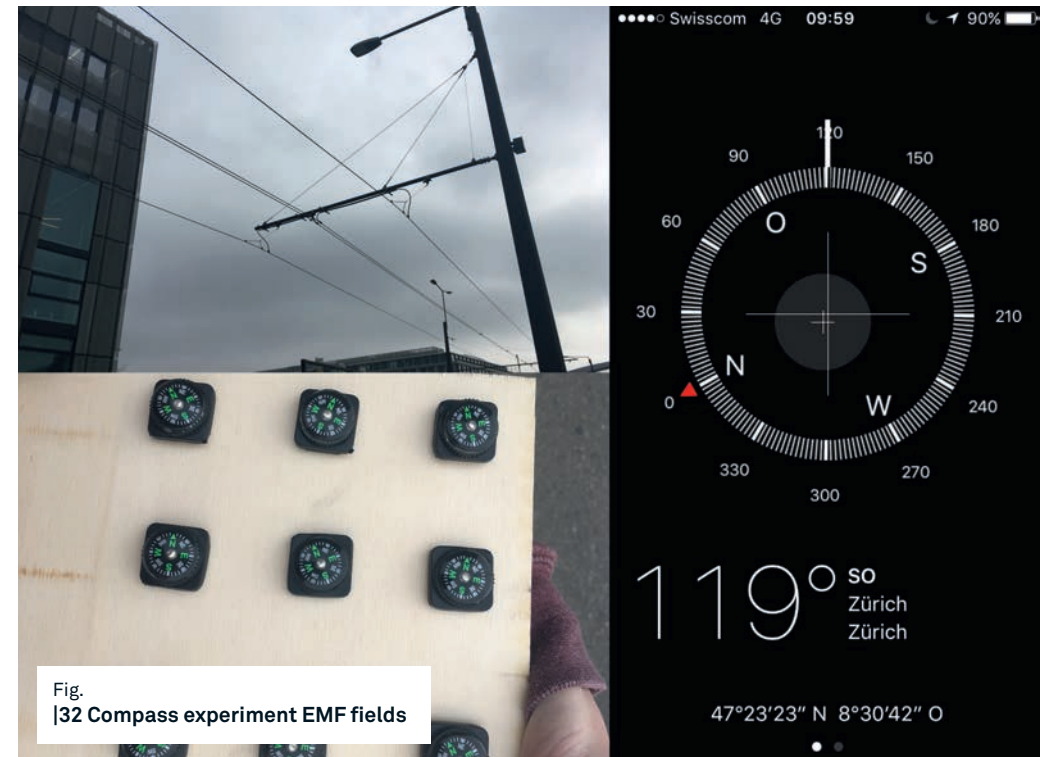 Swisscom 4G 09:59 90%
120
90 150
60 O 180
S
30 210
N
0 W 240
330 270
300
119° SO
Zürich
Zürich
47°23′23″ N 8°30′42″ O
N E S W
N E S W
N E S W
N E S W
N E S W
N E S W
Fig.
|32 Compass experiment EMF fields